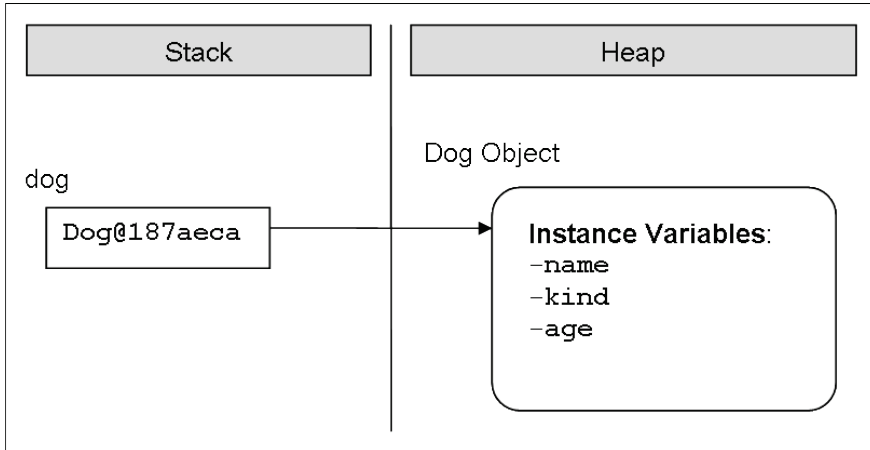 Stack
Heap
Dog Object
dog
Dog@187aeca
Instance Variables:
-name
-kind
-age